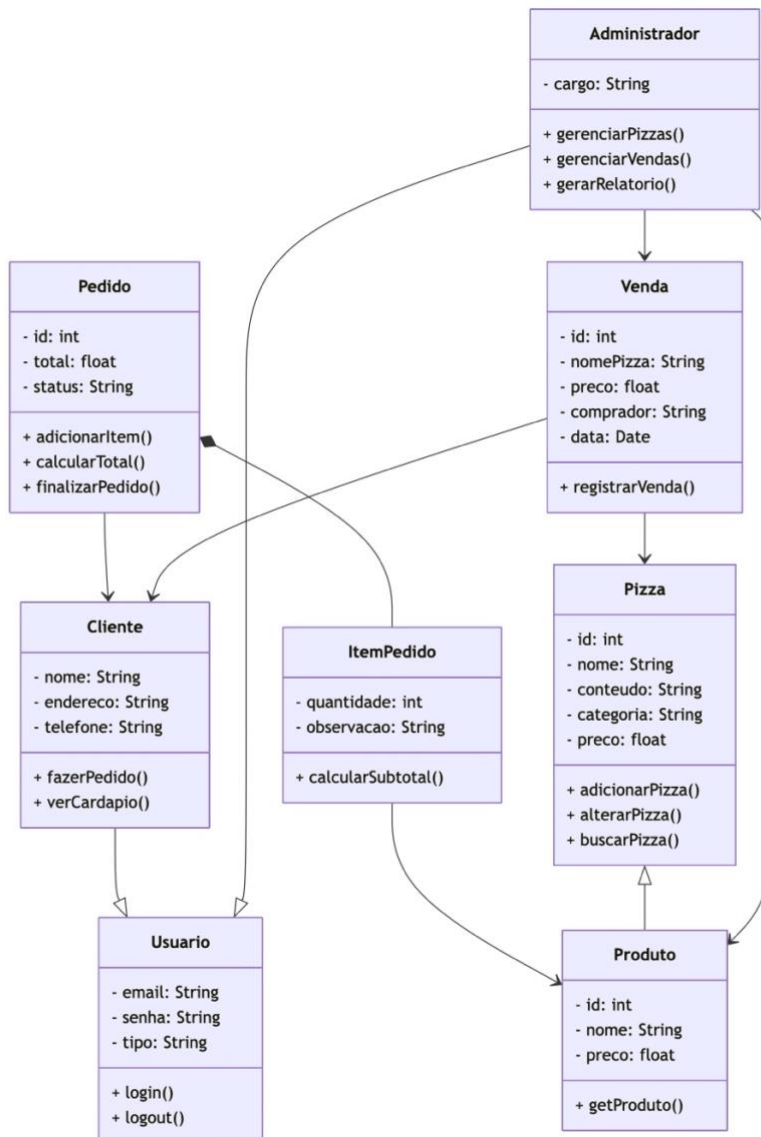 Administrador
- cargo: String
+ gerenciarPizzas()
+ gerenciarVendas()
+ gerarRelatorio()
Pedido
- id: int
- total: float
- status: String
+ adicionarItem()
+ calcularTotal()
+ finalizarPedido()
Venda
- id: int
- nomePizza: String
- preco: float
- comprador: String
- data: Date
+ registrarVenda()
Cliente
- nome: String
- endereco: String
- telefone: String
+ fazerPedido()
+ verCardapio()
ItemPedido
- quantidade: int
- observacao: String
+ calcularSubtotal()
Pizza
- id: int
- nome: String
- conteudo: String
- categoria: String
- preco: float
+ adicionarPizza()
+ alterarPizza()
+ buscarPizza()
Usuario
- email: String
- senha: String
- tipo: String
+ login()
+ logout()
Produto
- id: int
- nome: String
- preco: float
+ getProduto()